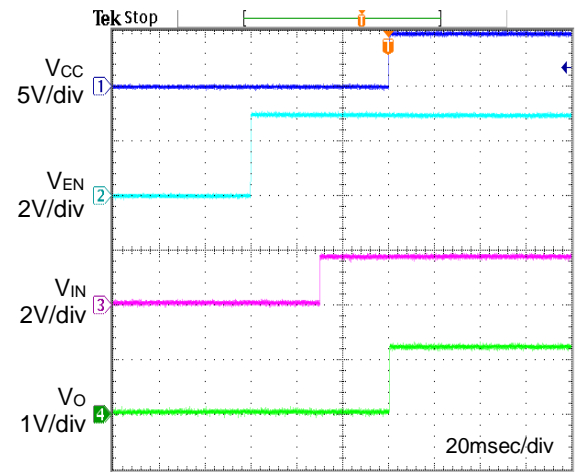 Tek Stop
T
T
VCC
5V/div
1
VEN
2V/div
2
VIN
2V/div
3
VO
1V/div
4
20msec/div